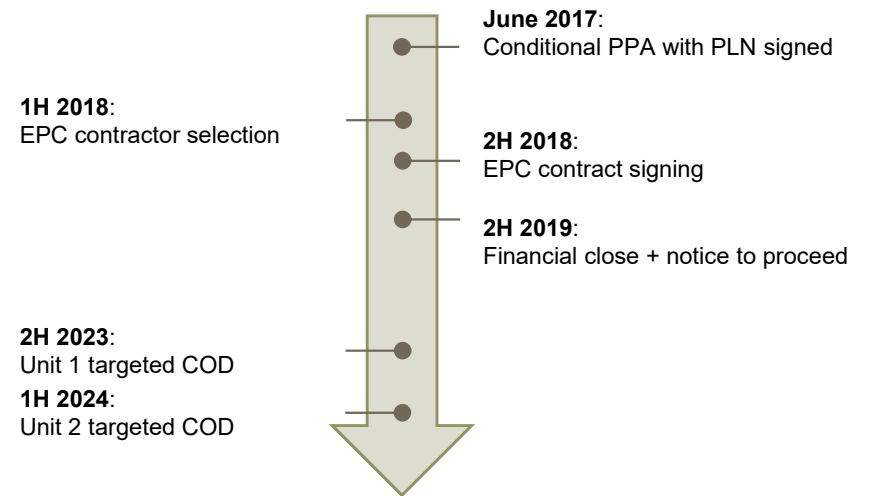 June 2017:
Conditional PPA with PLN signed
1H 2018:
EPC contractor selection
2H 2018:
EPC contract signing
2H 2019:
Financial close + notice to proceed
2H 2023:
Unit 1 targeted COD
1H 2024:
Unit 2 targeted COD